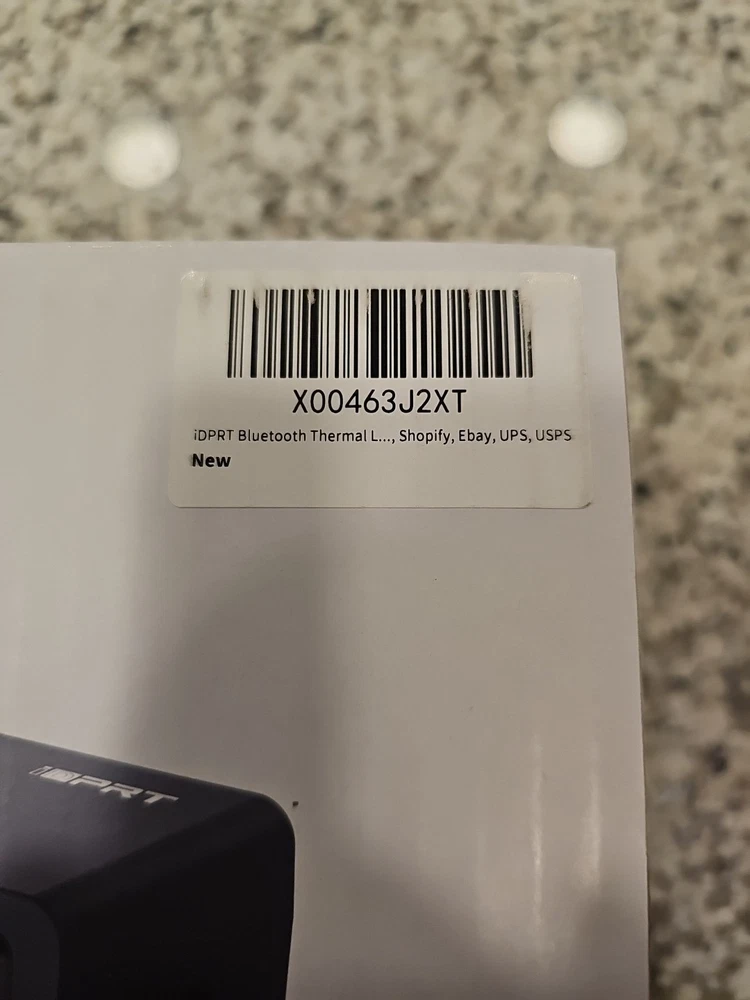 X00463J2XT
iDPRT Bluetooth Thermal L..., Shopify, Ebay, UPS, USPS
New
iDPRT